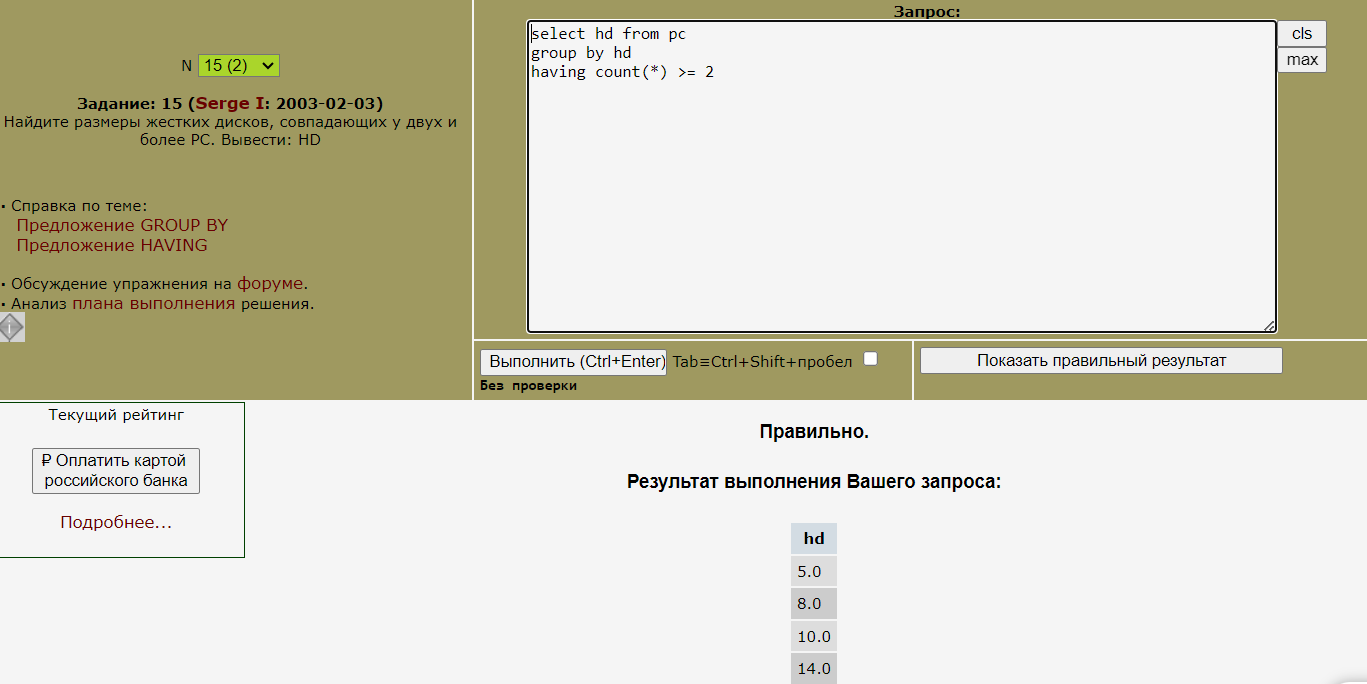 N 15 (2)
Задание: 15 (Serge I: 2003-02-03)
Найдите размеры жестких дисков, совпадающих у двух и
более PC. Вывести: HD
• Справка по теме:
Предложение GROUP BY
Предложение HAVING
• Обсуждение упражнения на форуме.
• Анализ плана выполнения решения.
Запрос:
select hd from pc
group by hd
having count(*) >= 2
cls
max
Выполнить (Ctrl+Enter) Tab≡Ctrl+Shift+пробел
Без проверки
Показать правильный результат
Текущий рейтинг
₽ Оплатить картой
российского банка
Подробнее...
Правильно.
Результат выполнения Вашего запроса:
hd
5.0
8.0
10.0
14.0